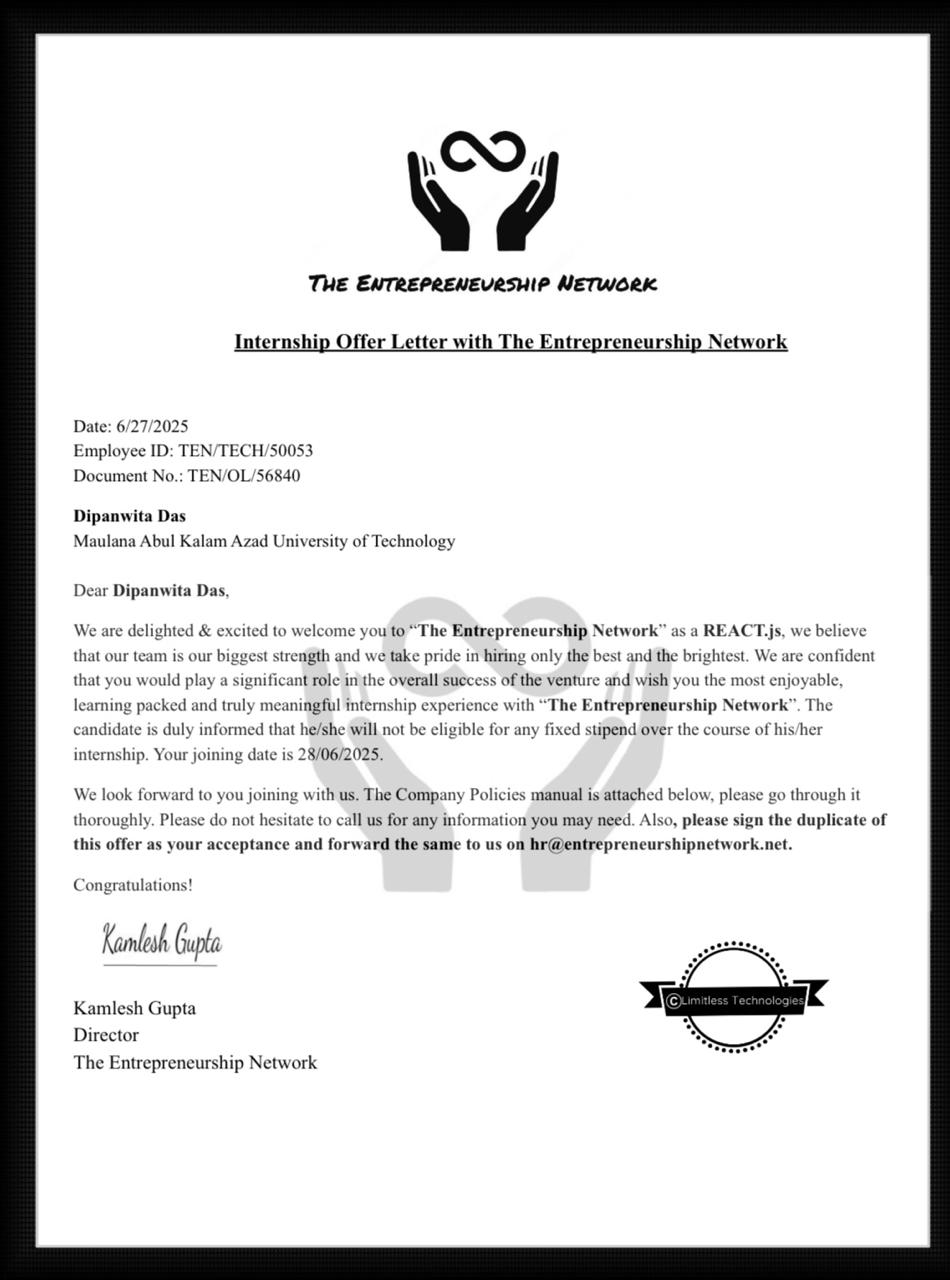 The Entrepreneurship Network
Internship Offer Letter with The Entrepreneurship Network
Date: 6/27/2025
Employee ID: TEN/TECH/50053
Document No.: TEN/OL/56840
Dipanwita Das
Maulana Abul Kalam Azad University of Technology
Dear Dipanwita Das,
We are delighted & excited to welcome you to “The Entrepreneurship Network” as a REACT.js, we believe
that our team is our biggest strength and we take pride in hiring only the best and the brightest. We are confident
that you would play a significant role in the overall success of the venture and wish you the most enjoyable,
learning packed and truly meaningful internship experience with “The Entrepreneurship Network”. The
candidate is duly informed that he/she will not be eligible for any fixed stipend over the course of his/her
internship. Your joining date is 28/06/2025.
We look forward to you joining with us. The Company Policies manual is attached below, please go through it
thoroughly. Please do not hesitate to call us for any information you may need. Also, please sign the duplicate of
this offer as your acceptance and forward the same to us on hr@entrepreneurshipnetwork.net.
Congratulations!
Kamlesh Gupta
©Limitless Technologies
Kamlesh Gupta
Director
The Entrepreneurship Network